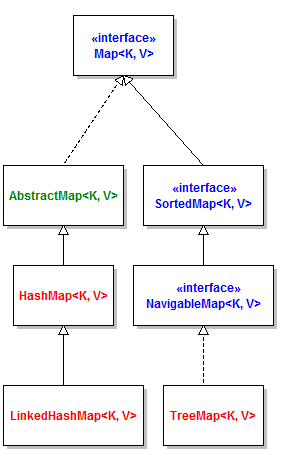 «interface»
Map<K, V>
AbstractMap<K, V>
«interface»
SortedMap<K, V>
HashMap<K, V>
«interface»
NavigableMap<K, V>
LinkedHashMap<K, V>
TreeMap<K, V>